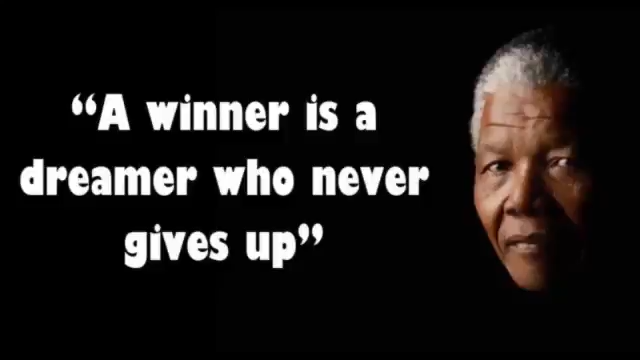 “A winner is a
dreamer who never
gives up”